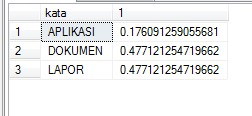 kata 1
1 APLIKASI 0.176091259055681
2 DOKUMEN 0.477121254719662
3 LAPOR 0.477121254719662